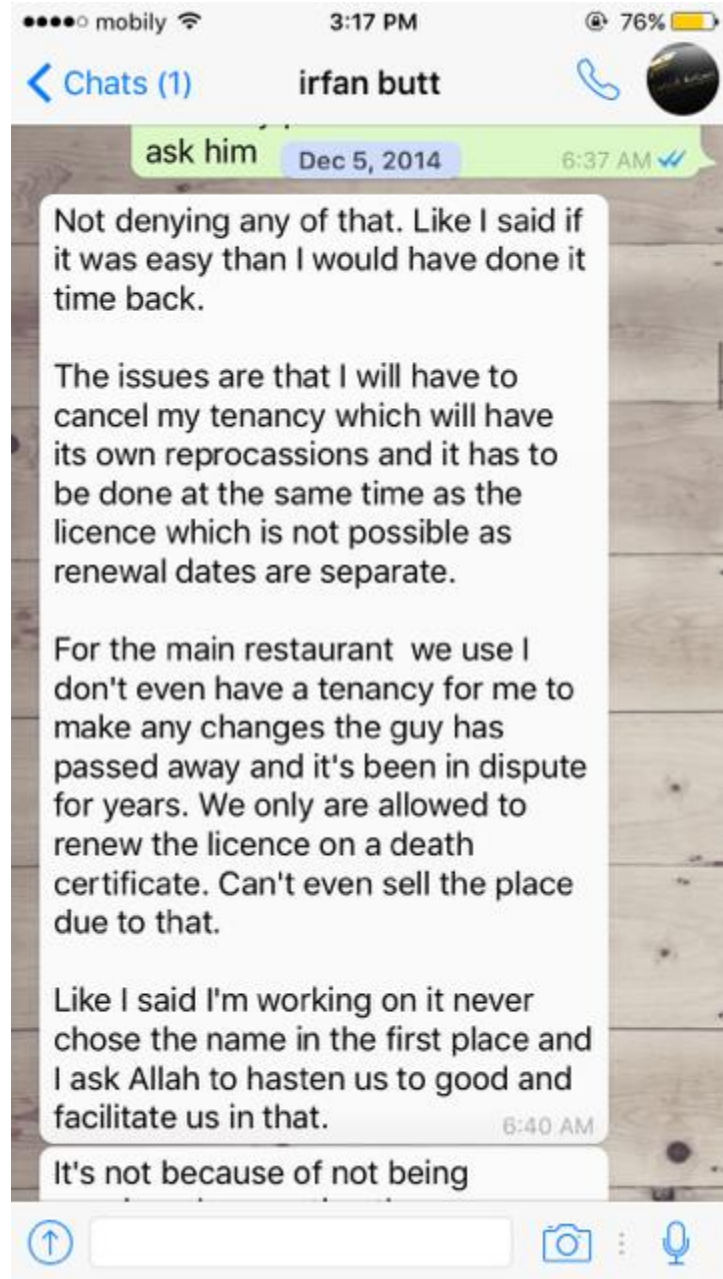 mobily 3:17 PM 76%
Chats (1) irfan butt
ask him
Dec 5, 2014
6:37 AM
Not denying any of that. Like I said if
it was easy than I would have done it
time back.
The issues are that I will have to
cancel my tenancy which will have
its own reprocassions and it has to
be done at the same time as the
licence which is not possible as
renewal dates are separate.
For the main restaurant we use I
don't even have a tenancy for me to
make any changes the guy has
passed away and it's been in dispute
for years. We only are allowed to
renew the licence on a death
certificate. Can't even sell the place
due to that.
Like I said I'm working on it never
chose the name in the first place and
I ask Allah to hasten us to good and
facilitate us in that.
6:40 AM
It's not because of not being